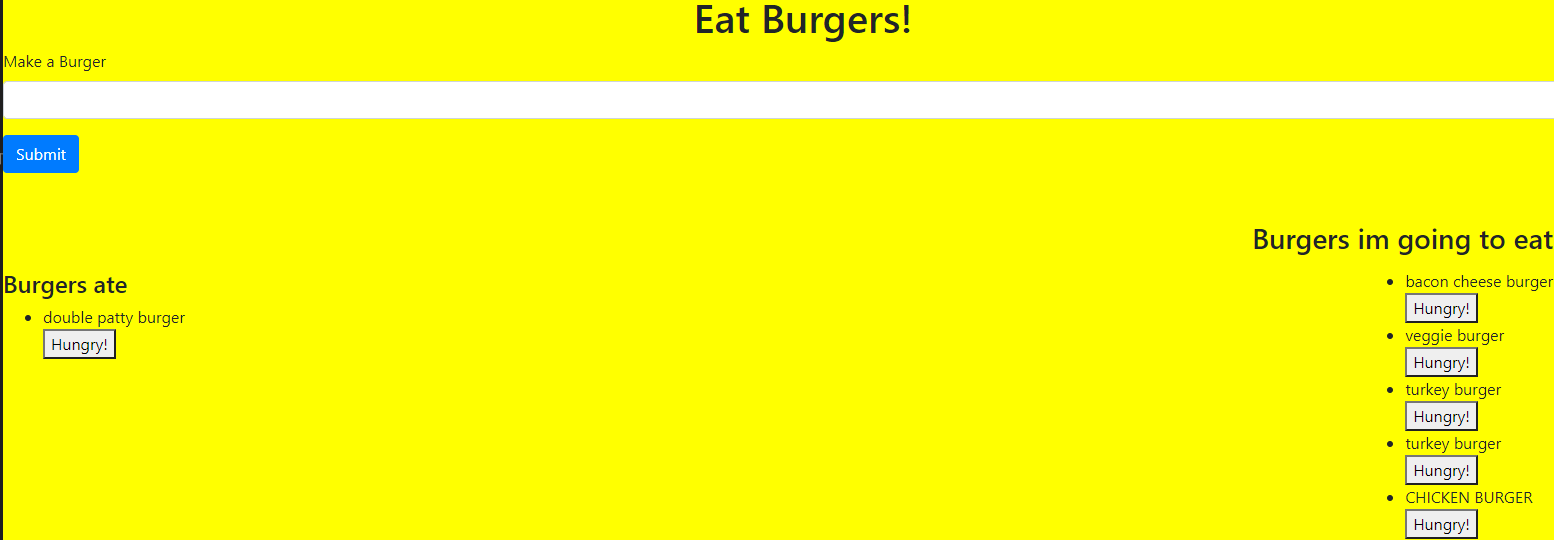 Eat Burgers!
Make a Burger
Submit
Burgers im going to eat
Burgers ate
double patty burger
Hungry!
bacon cheese burger
Hungry!
veggie burger
Hungry!
turkey burger
Hungry!
turkey burger
Hungry!
CHICKEN BURGER
Hungry!